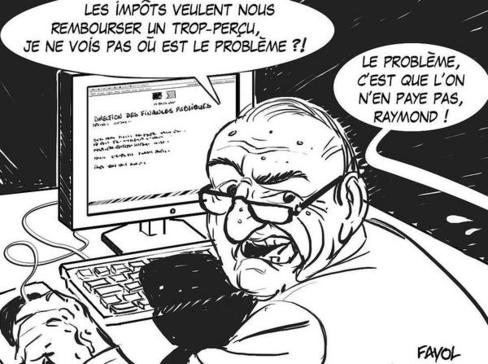 LES IMPÔTS VEULENT NOUS
REMBOURSER UN TROP-PERÇU,
JE NE VOIS PAS OÙ EST LE PROBLÈME ?!
LE PROBLÈME,
C'EST QUE L'ON
N'EN PAYE PAS,
RAYMOND !
DIRECTION DES FINANCES PUBLIQUES
FAYOL